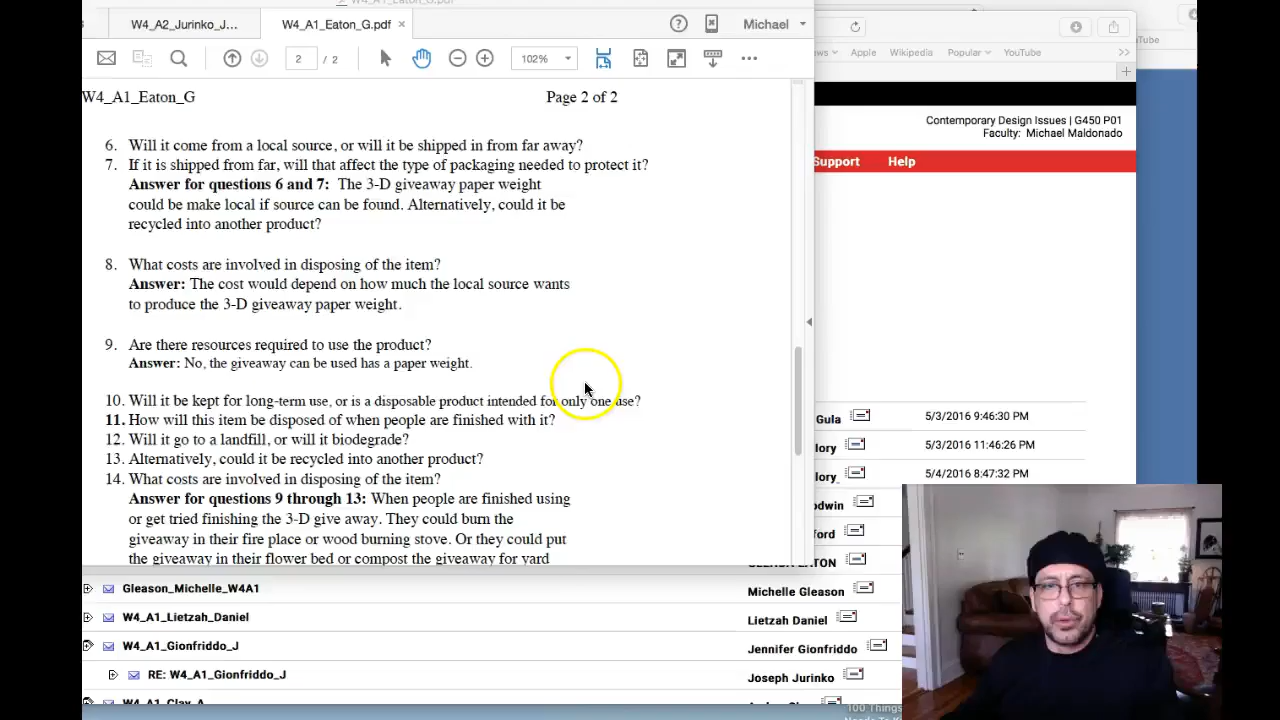 W4_A2_Jurinko_J...
W4_A1_Eaton_G.pdf ×
Michael
2 / 2
102%
W4_A1_Eaton_G
Page 2 of 2
6. Will it come from a local source, or will it be shipped in from far away?
7. If it is shipped from far, will that affect the type of packaging needed to protect it?
Answer for questions 6 and 7: The 3-D giveaway paper weight
could be make local if source can be found. Alternatively, could it be
recycled into another product?
8. What costs are involved in disposing of the item?
Answer: The cost would depend on how much the local source wants
to produce the 3-D giveaway paper weight.
9. Are there resources required to use the product?
Answer: No, the giveaway can be used has a paper weight.
10. Will it be kept for long-term use, or is a disposable product intended for only one use?
11. How will this item be disposed of when people are finished with it?
12. Will it go to a landfill, or will it biodegrade?
13. Alternatively, could it be recycled into another product?
14. What costs are involved in disposing of the item?
Answer for questions 9 through 13: When people are finished using
or get tried finishing the 3-D give away. They could burn the
giveaway in their fire place or wood burning stove. Or they could put
the giveaway in their flower bed or compost the giveaway for yard
ews Apple Wikipedia Popular YouTube
Tube
Contemporary Design Issues | G450 P01
Faculty: Michael Maldonado
Support Help
Gula 5/3/2016 9:46:30 PM
lory 5/3/2016 11:46:26 PM
lory_ 5/4/2016 8:47:32 PM
odwin
ford
EATON
Gleason_Michelle_W4A1 Michelle Gleason
W4_A1_Lietzah_Daniel Lietzah Daniel
W4_A1_Gionfriddo_J Jennifer Gionfriddo
RE: W4_A1_Gionfriddo_J Joseph Jurinko
W4_A1_Clay_A
100 Things